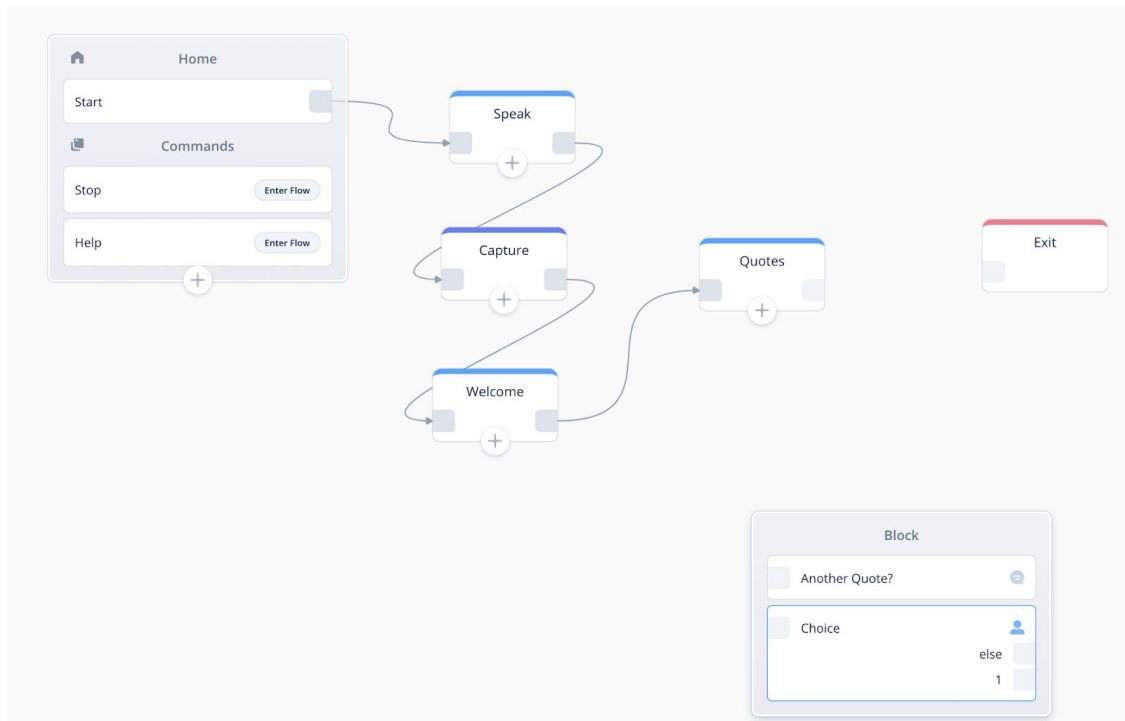 Home
Start
Commands
Stop
Enter Flow
Help
Enter Flow
Speak
Capture
Welcome
Quotes
Exit
Block
Another Quote?
Choice
else
1